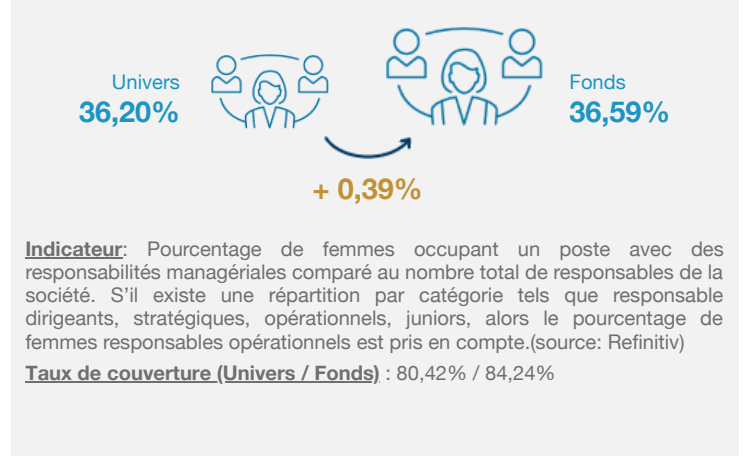 Univers
36,20%
Fonds
36,59%
+ 0,39%
Indicateur: Pourcentage de femmes occupant un poste avec des
responsabilités managériales comparé au nombre total de responsables de la
société. S’il existe une répartition par catégorie tels que responsable
dirigeants, stratégiques, opérationnels, juniors, alors le pourcentage de
femmes responsables opérationnels est pris en compte.(source: Refinitiv)
Taux de couverture (Univers / Fonds) : 80,42% / 84,24%